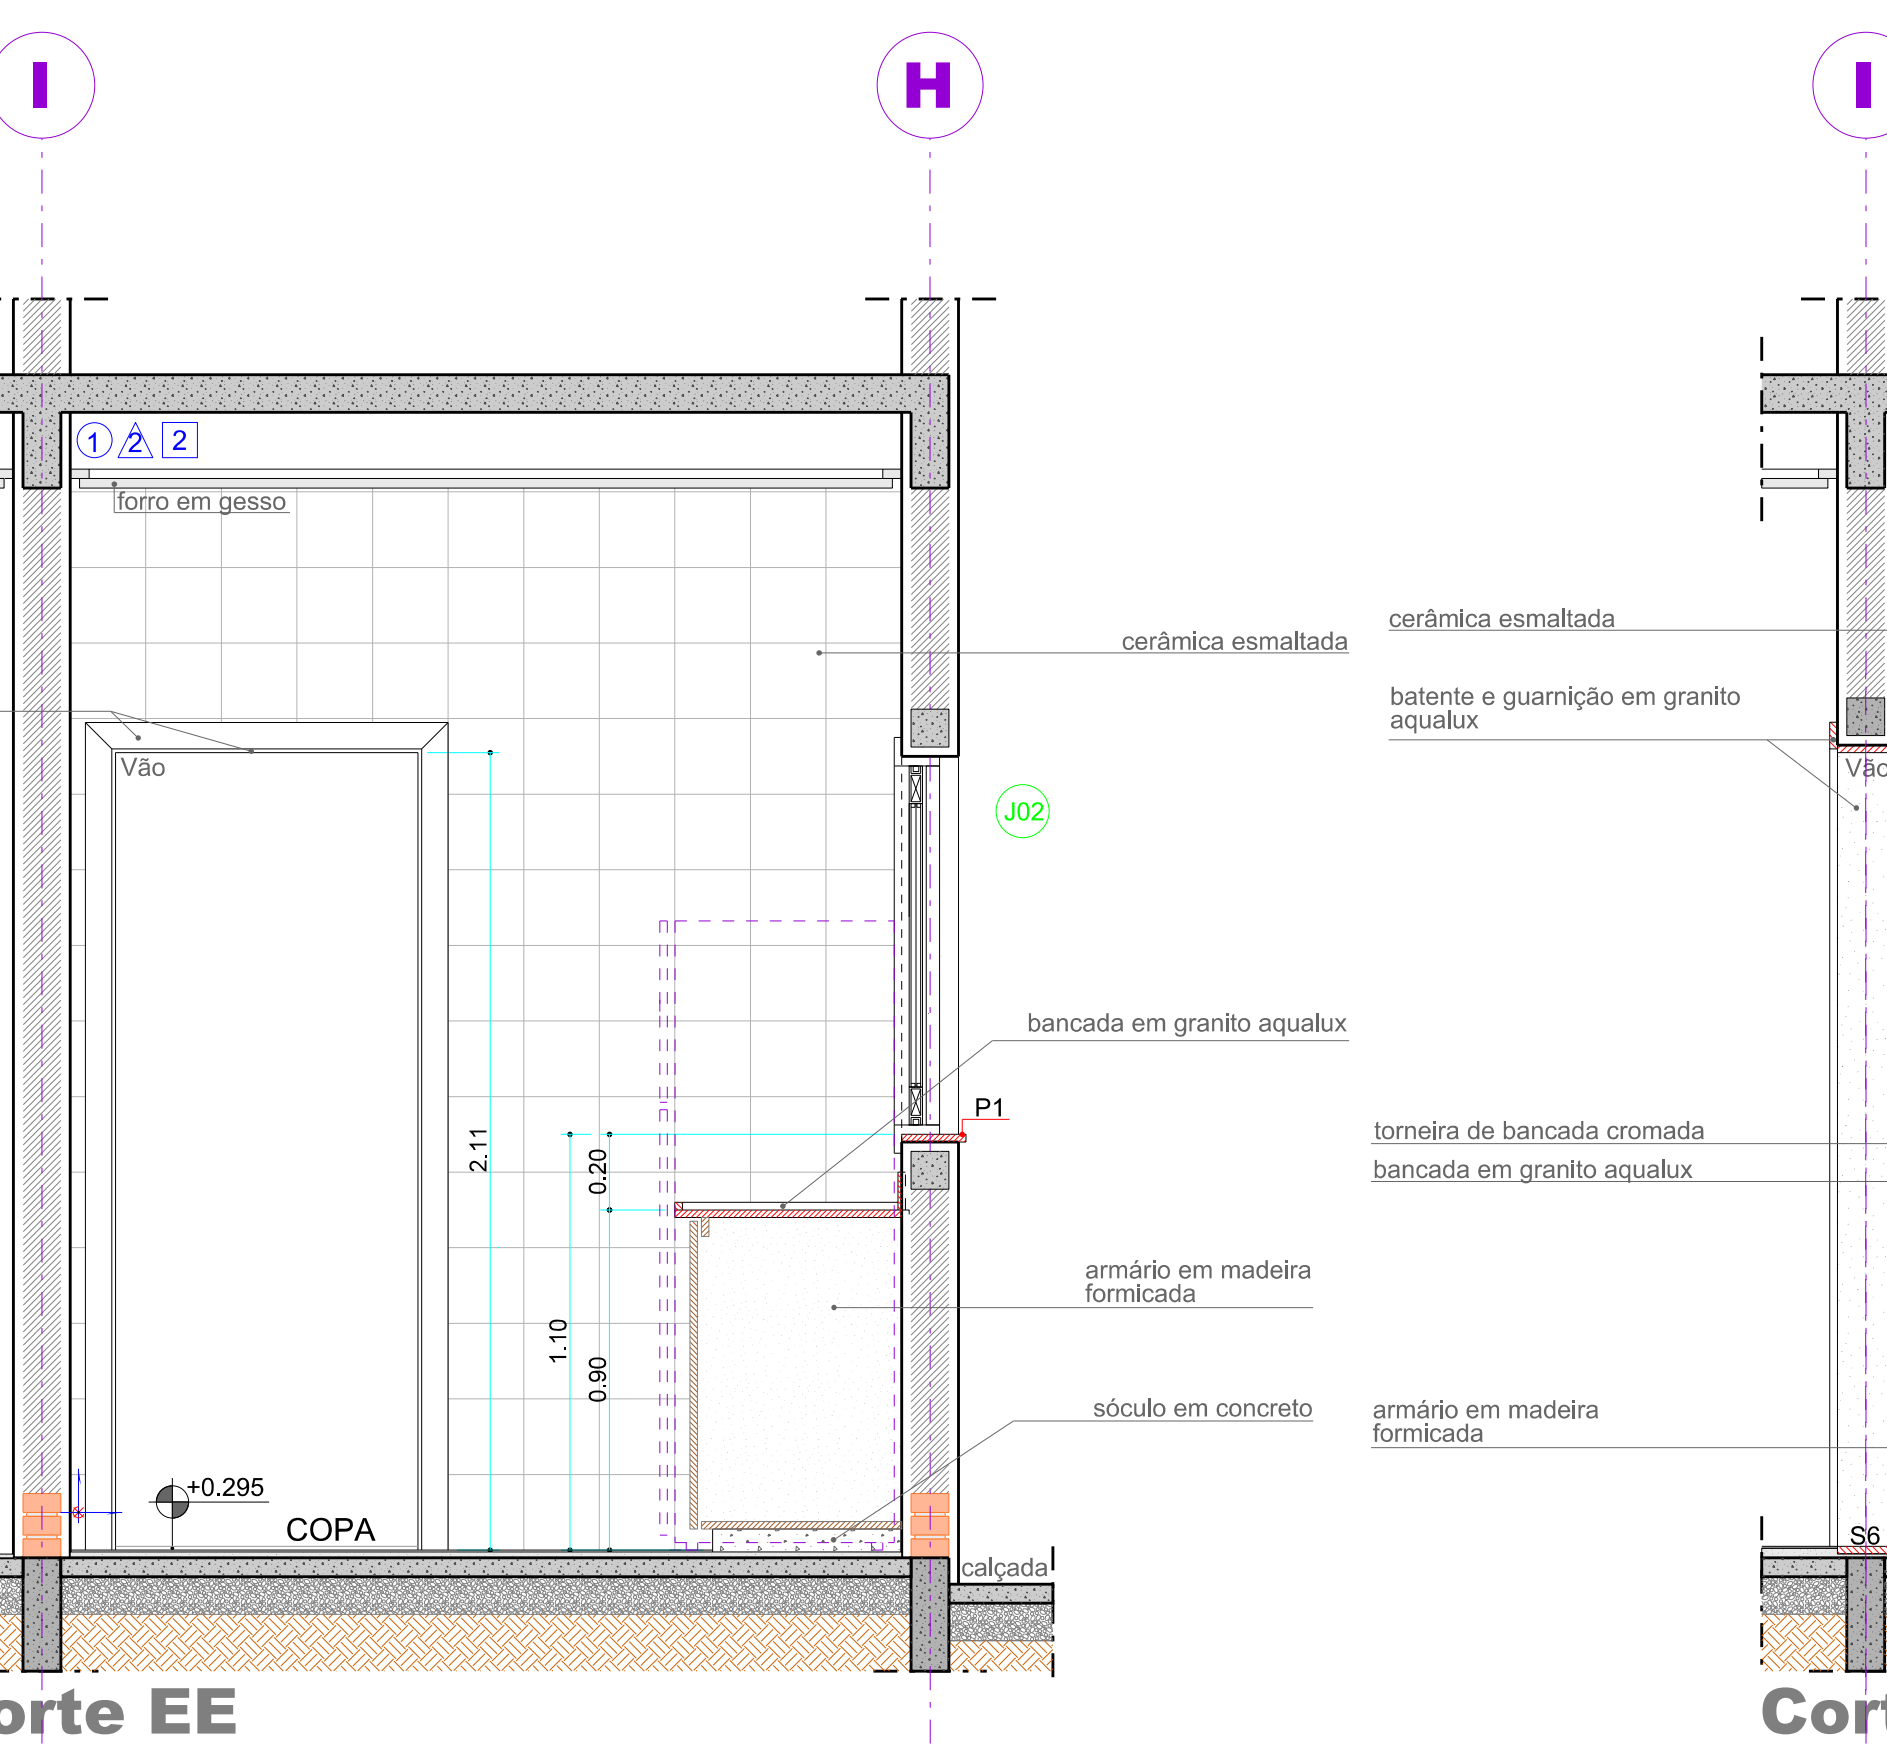 I
H
I
1 2 2
forro em gesso
cerâmica esmaltada
cerâmica esmaltada
batente e guarnição em granito
aqualux
Vão
Vão
J02
bancada em granito aqualux
P1
2.11
0.20
1.10
0.90
torneira de bancada cromada
bancada em granito aqualux
armário em madeira
formicada
sóculo em concreto
armário em madeira
formicada
+0.295
COPA
calçada
S6
orte EE
Cort